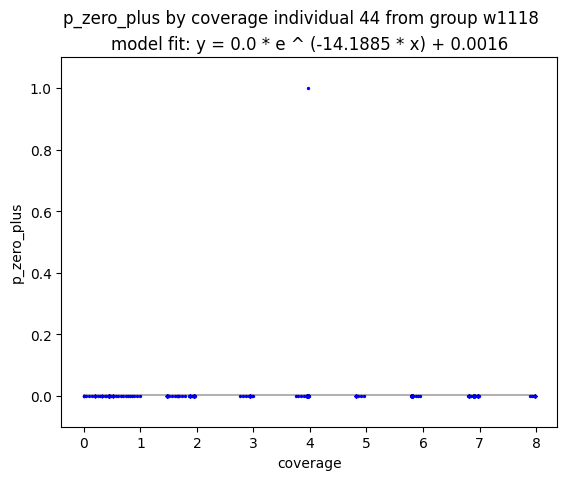 p_zero_plus by coverage individual 44 from group w1118
model fit: y = 0.0 * e ^ (-14.1885 * x) + 0.0016
1.0
0.8
0.6
0.4
0.2
0.0
p_zero_plus
0 1 2 3 4 5 6 7 8
coverage